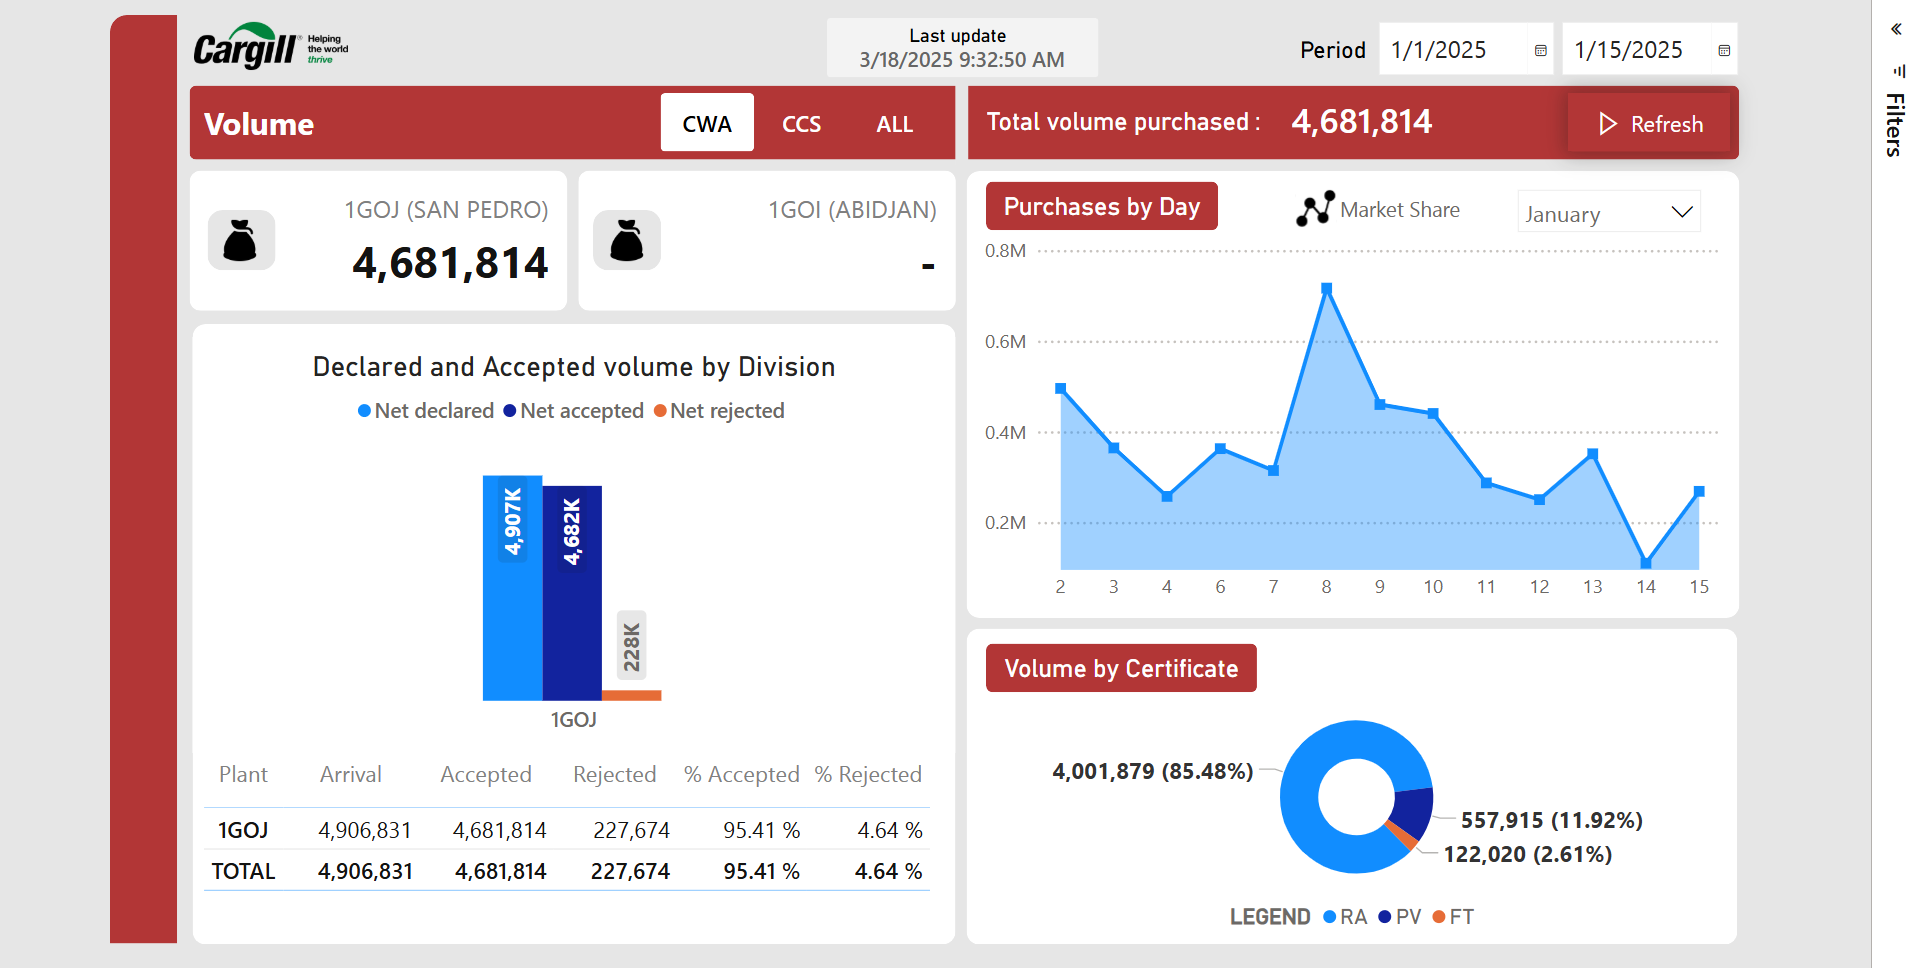 Cargill®
Helping
the world
thrive
Last update
3/18/2025 9:32:50 AM
Period
1/1/2025
1/15/2025
Filters
Volume
CWA
CCS
ALL
Total volume purchased :
4,681,814
Refresh
1GOJ (SAN PEDRO)
4,681,814
1GOI (ABIDJAN)
-
Purchases by Day
Market Share
January
0.8M
0.6M
0.4M
0.2M
2 3 4 6 7 8 9 10 11 12 13 14 15
Declared and Accepted volume by Division
Net declared Net accepted Net rejected
4,907K
4,682K
228K
1GOJ
Plant Arrival Accepted Rejected % Accepted % Rejected
1GOJ 4,906,831 4,681,814 227,674 95.41 % 4.64 %
TOTAL 4,906,831 4,681,814 227,674 95.41 % 4.64 %
Volume by Certificate
4,001,879 (85.48%)
557,915 (11.92%)
122,020 (2.61%)
LEGEND RA PV FT